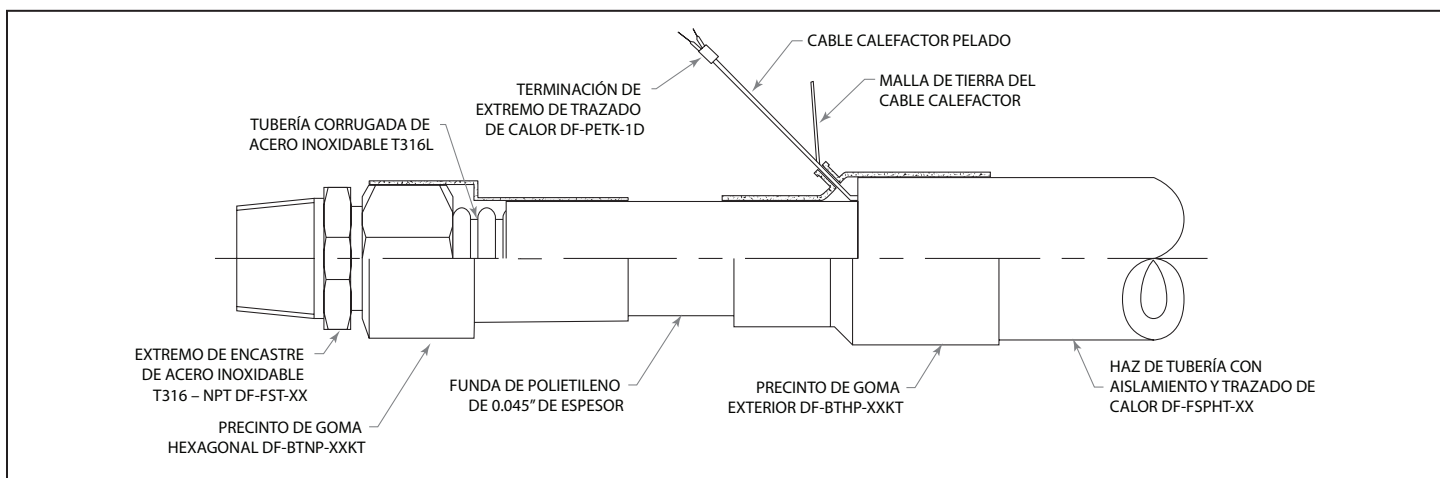 CABLE CALEFACTOR PELADO
MALLA DE TIERRA DEL
CABLE CALEFACTOR
TERMINACIÓN DE
EXTREMO DE TRAZADO
DE CALOR DF-PETK-1D
TUBERÍA CORRUGADA DE
ACERO INOXIDABLE T316L
EXTREMO DE ENCASTRE
DE ACERO INOXIDABLE
T316 – NPT DF-FST-XX
PRECINTO DE GOMA
HEXAGONAL DF-BTNP-XXKT
FUNDA DE POLIETILENO
DE 0.045” DE ESPESOR
PRECINTO DE GOMA
EXTERIOR DF-BTHP-XXKT
HAZ DE TUBERÍA CON
AISLAMIENTO Y TRAZADO DE
CALOR DF-FSPHT-XX